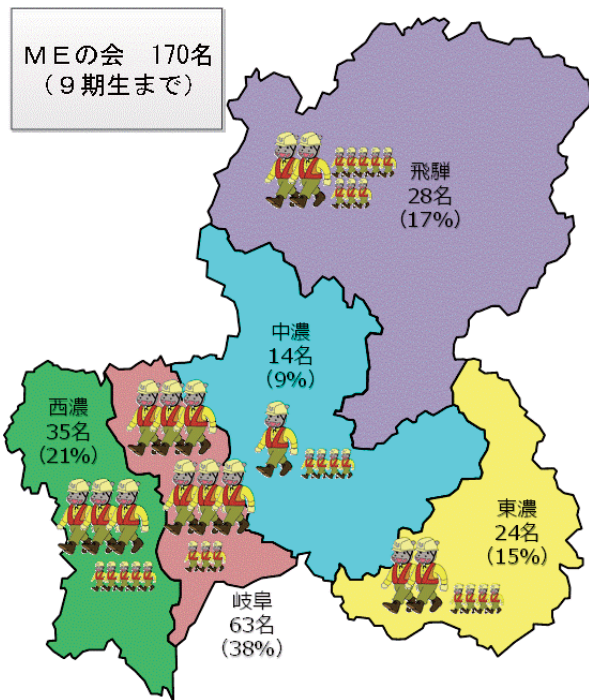 ＭＥの会　170名
（９期生まで）
飛騨
28名
(17%)
中濃
14名
(9%)
西濃
35名
(21%)
東濃
24名
(15%)
岐阜
63名
(38%)